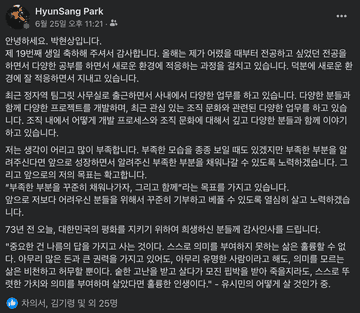 HyunSang Park
6월 25일 오후 11:21
안녕하세요. 박현상입니다.
제 19번째 생일 축하해 주셔서 감사합니다. 올해는 제가 어렸을 때부터 전공하고 싶었던 전공을
하면서 다양한 공부를 하면서 새로운 환경에 적응하는 과정을 걸치고 있습니다. 덕분에 새로운 환
경에 잘 적응하면서 지내고 있습니다.
최근 정자역 팀그릿 사무실로 출근하면서 사내에서 다양한 업무를 하고 있습니다. 다양한 분들과
함께 다양한 프로젝트를 개발하며, 최근 관심 있는 조직 문화와 관련된 다양한 업무를 하고 있습니
다. 조직 내에서 어떻게 개발 프로세스와 조직 문화에 대해서 깊고 다양한 분들과 함께 이야기
하고 있습니다.
저는 생각이 어리고 많이 부족합니다. 부족한 모습을 종종 보일 때도 있겠지만 부족한 부분을 알
려주신다면 앞으로 성장하면서 알려주신 부족한 부분을 채워나갈 수 있도록 노력하겠습니다. 그
리고 앞으로의 저의 목표는 확고합니다.
"부족한 부분을 꾸준히 채워나가자, 그리고 함께"라는 목표를 가지고 있습니다.
앞으로 저보다 어려우신 분들을 위해서 꾸준히 기부하고 베풀 수 있도록 열심히 살고 노력하겠습
니다.
73년 전 오늘, 대한민국의 평화를 지키기 위하여 희생하신 분들께 감사인사를 드립니다.
"중요한 건 나름의 답을 가지고 사는 것이다. 스스로 의미를 부여하지 못하는 삶은 훌륭할 수 없
다. 아무리 많은 돈과 큰 권력을 가지고 있어도, 아무리 유명한 사람이라고 해도, 의미를 모르는
삶은 비천하고 허무할 뿐이다. 숱한 고난을 받고 살다가 모진 핍박을 받아 죽을지라도, 스스로 뚜
렷한 가치와 의미를 부여하며 살았다면 훌륭한 인생이다." - 유시민의 어떻게 살 것인가 중.
차의서, 김기령 및 외 25명